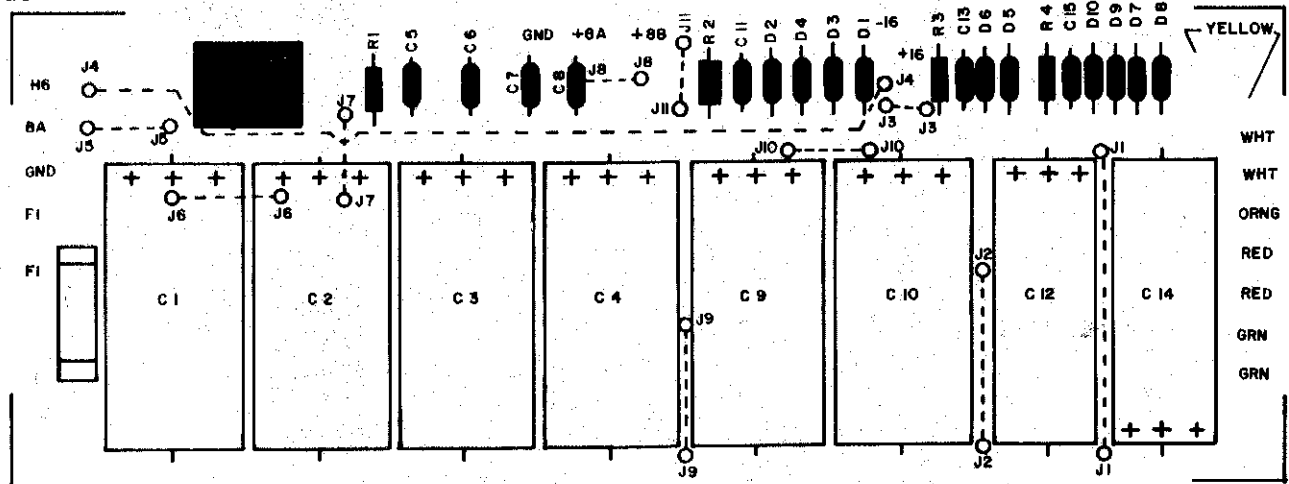 GND +8A +8B J11 -16 YELLOW
R1 C5 C6 C7 C8 J8 J8 R2 C11 D2 D4 D3 D1 +16 R3 C13 D6 D5 R4 C15 D10 D9 D7 D8
H6 J4 J7 J11 J4
J3 J3
8A J5 J5 J10 J10 J1 WHT
GND + + + + + + + + + + + + + + + + + + + + + WHT
F1 J6 J6 J7 ORNG
F1 J2 RED
C1 C2 C3 C4 C9 C10 C12 C14 RED
J9 GRN
GRN
+ + +
J9 J2 J1